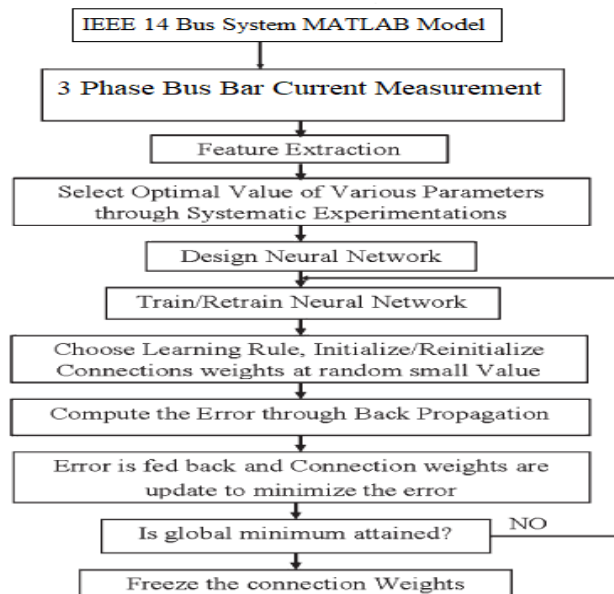 IEEE 14 Bus System MATLAB Model
3 Phase Bus Bar Current Measurement
Feature Extraction
Select Optimal Value of Various Parameters
through Systematic Experimentations
Design Neural Network
Train/Retrain Neural Network
Choose Learning Rule, Initialize/Reinitialize
Connections weights at random small Value
Compute the Error through Back Propagation
Error is fed back and Connection weights are
update to minimize the error
Is global minimum attained?
NO
Freeze the connection Weights